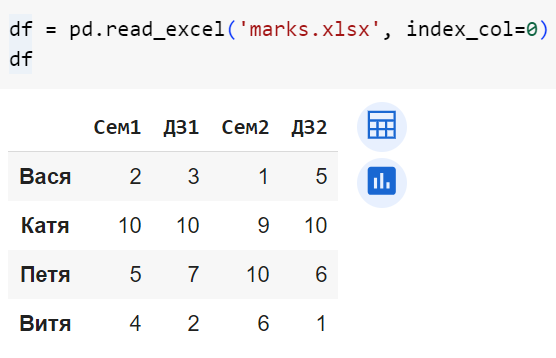 df = pd.read_excel('marks.xlsx', index_col=0)
df
Сем1 ДЗ1 Сем2 ДЗ2
Вася 2 3 1 5
Катя 10 10 9 10
Петя 5 7 10 6
Витя 4 2 6 1